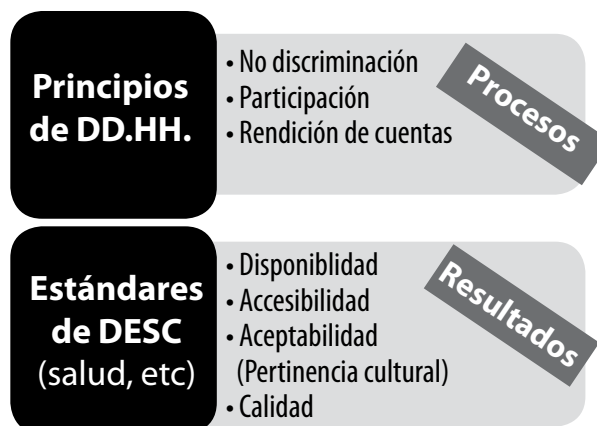 Principios
de DD.HH.
• No discriminación
• Participación
• Rendición de cuentas
Procesos
Estándares
de DESC
(salud, etc)
• Disponiblidad
• Accesibilidad
• Aceptabilidad
(Pertinencia cultural)
• Calidad
Resultados